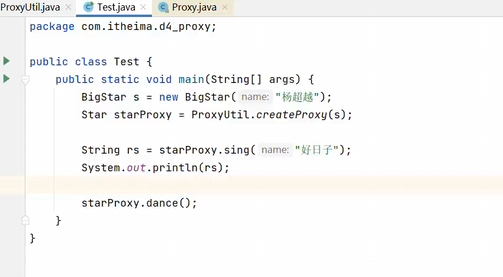 ProxyUtil.java Test.java Proxy.java
package com.itheima.d4_proxy;
public class Test {
public static void main(String[] args) {
BigStar s = new BigStar( name: "杨超越");
Star starProxy = ProxyUtil.createProxy(s);
String rs = starProxy.sing( name: "好日子");
System.out.println(rs);
starProxy.dance();
}
}